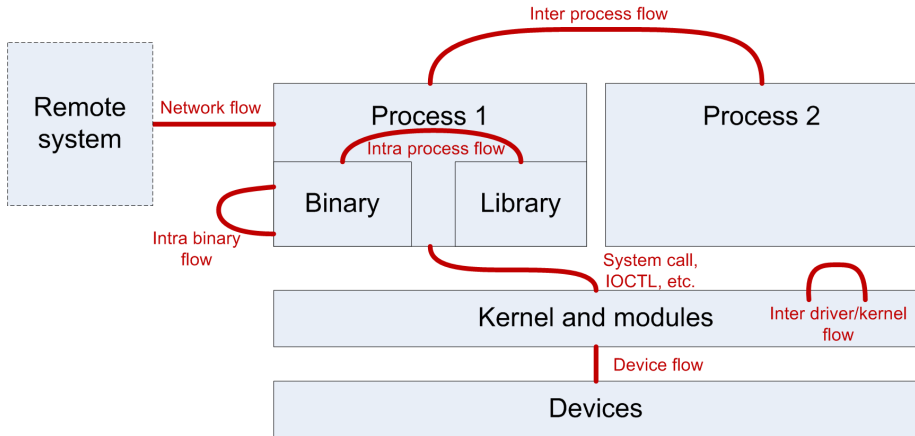 Inter process flow
Remote
system
Network flow
Process 1
Process 2
Intra process flow
Binary
Library
Intra binary
flow
System call,
IOCTL, etc.
Kernel and modules
Inter driver/kernel
flow
Device flow
Devices